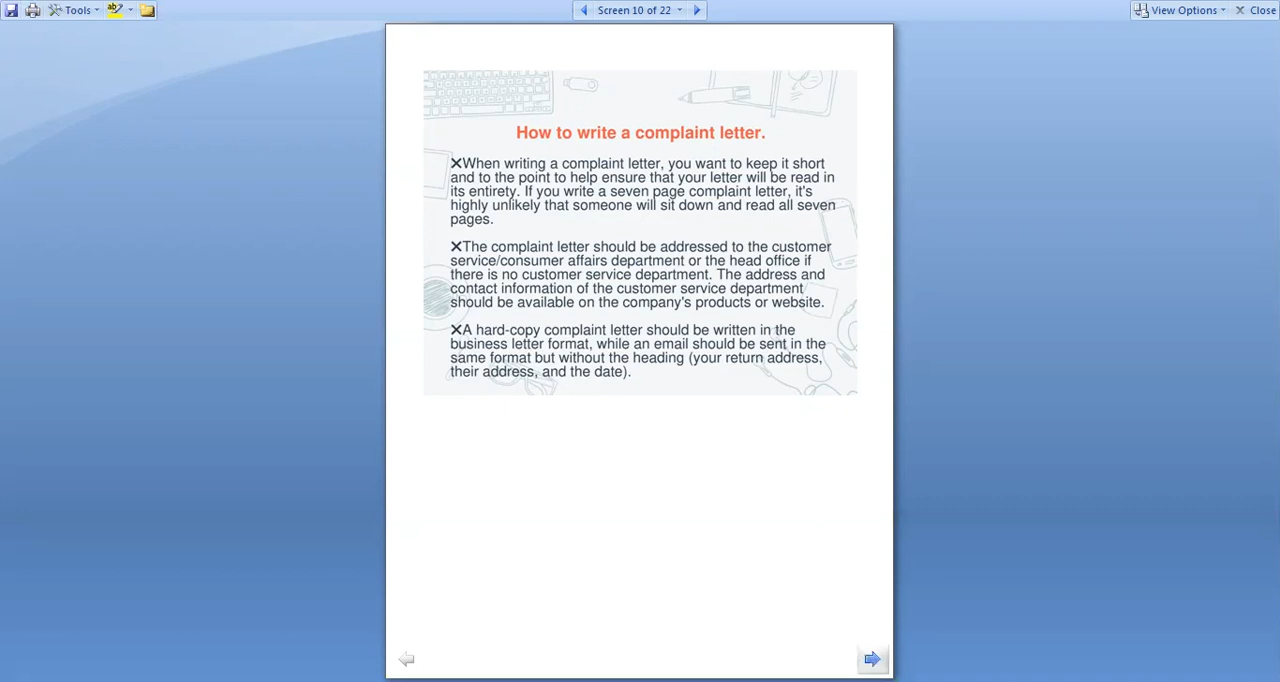 Tools
Screen 10 of 22
View Options
Close
How to write a complaint letter.
✕When writing a complaint letter, you want to keep it short
and to the point to help ensure that your letter will be read in
its entirety. If you write a seven page complaint letter, it's
highly unlikely that someone will sit down and read all seven
pages.
✕The complaint letter should be addressed to the customer
service/consumer affairs department or the head office if
there is no customer service department. The address and
contact information of the customer service department
should be available on the company's products or website.
✕A hard-copy complaint letter should be written in the
business letter format, while an email should be sent in the
same format but without the heading (your return address,
their address, and the date).